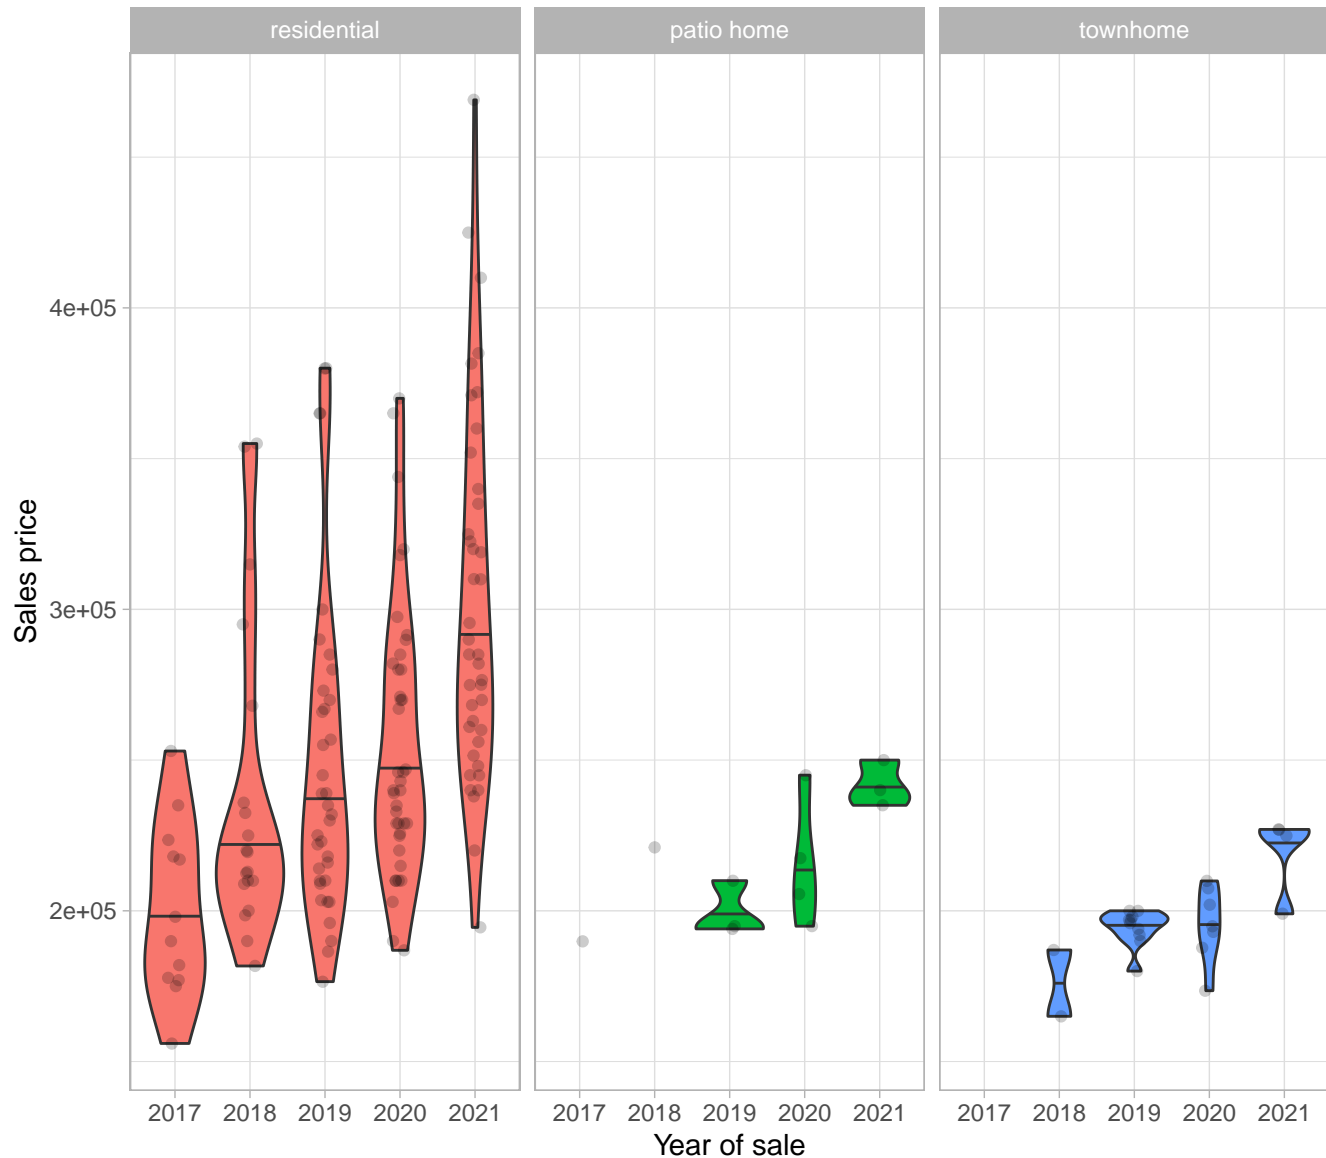 residential patio home townhome
4e+05
3e+05
2e+05
Sales price
2017 2018 2019 2020 2021 2017 2018 2019 2020 2021 2017 2018 2019 2020 2021
Year of sale